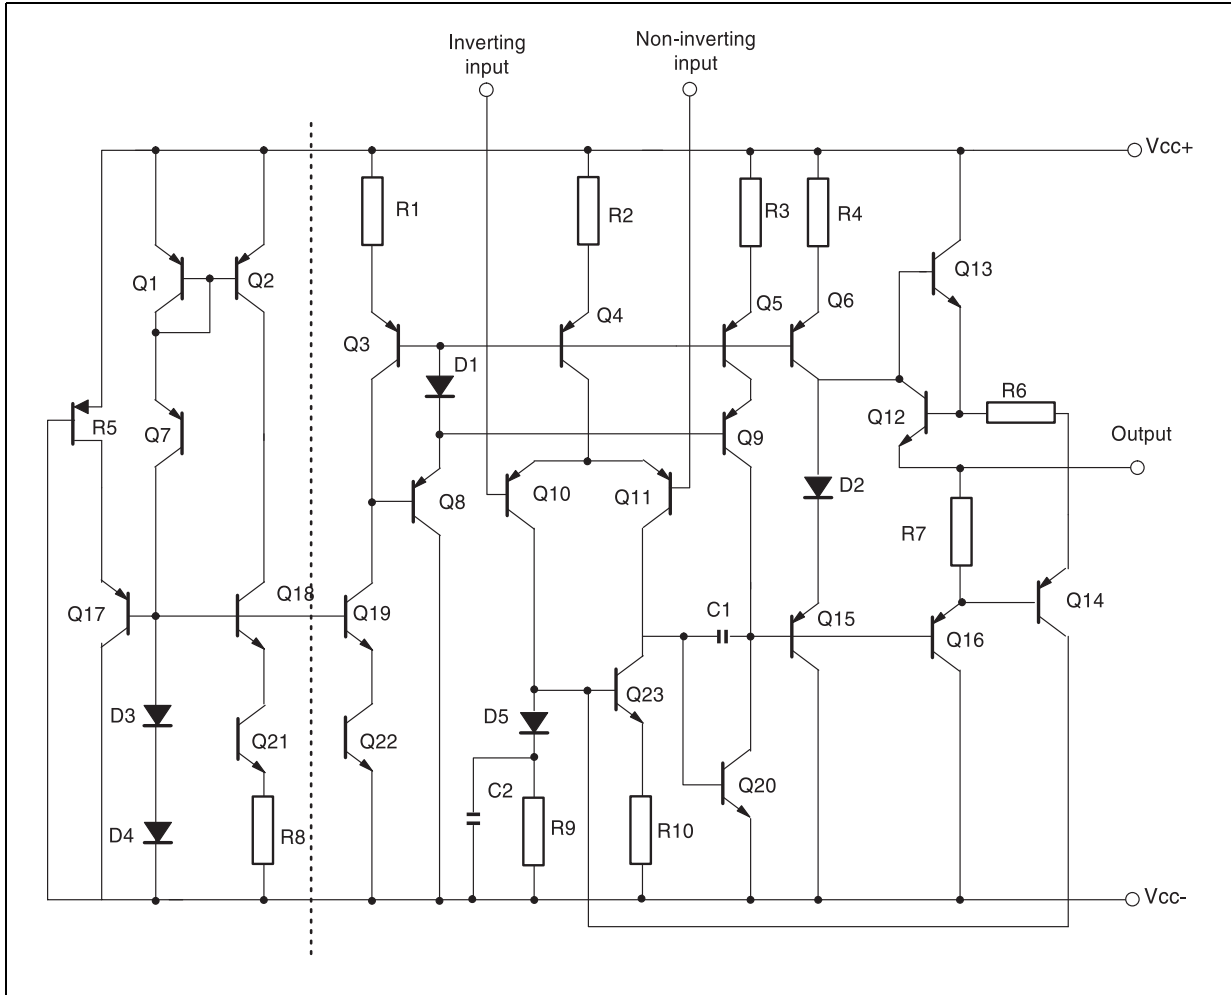 Inverting
input
Non-inverting
input
Vcc+
R1
R2
R3
R4
Q1
Q2
Q13
Q3
Q4
Q5
Q6
D1
R5
Q7
Q12
R6
Q9
Output
Q8
Q10
Q11
D2
R7
Q17
Q18
Q19
C1
Q15
Q14
Q16
Q23
D3
Q21
Q22
D5
Q20
C2
D4
R8
R9
R10
Vcc-